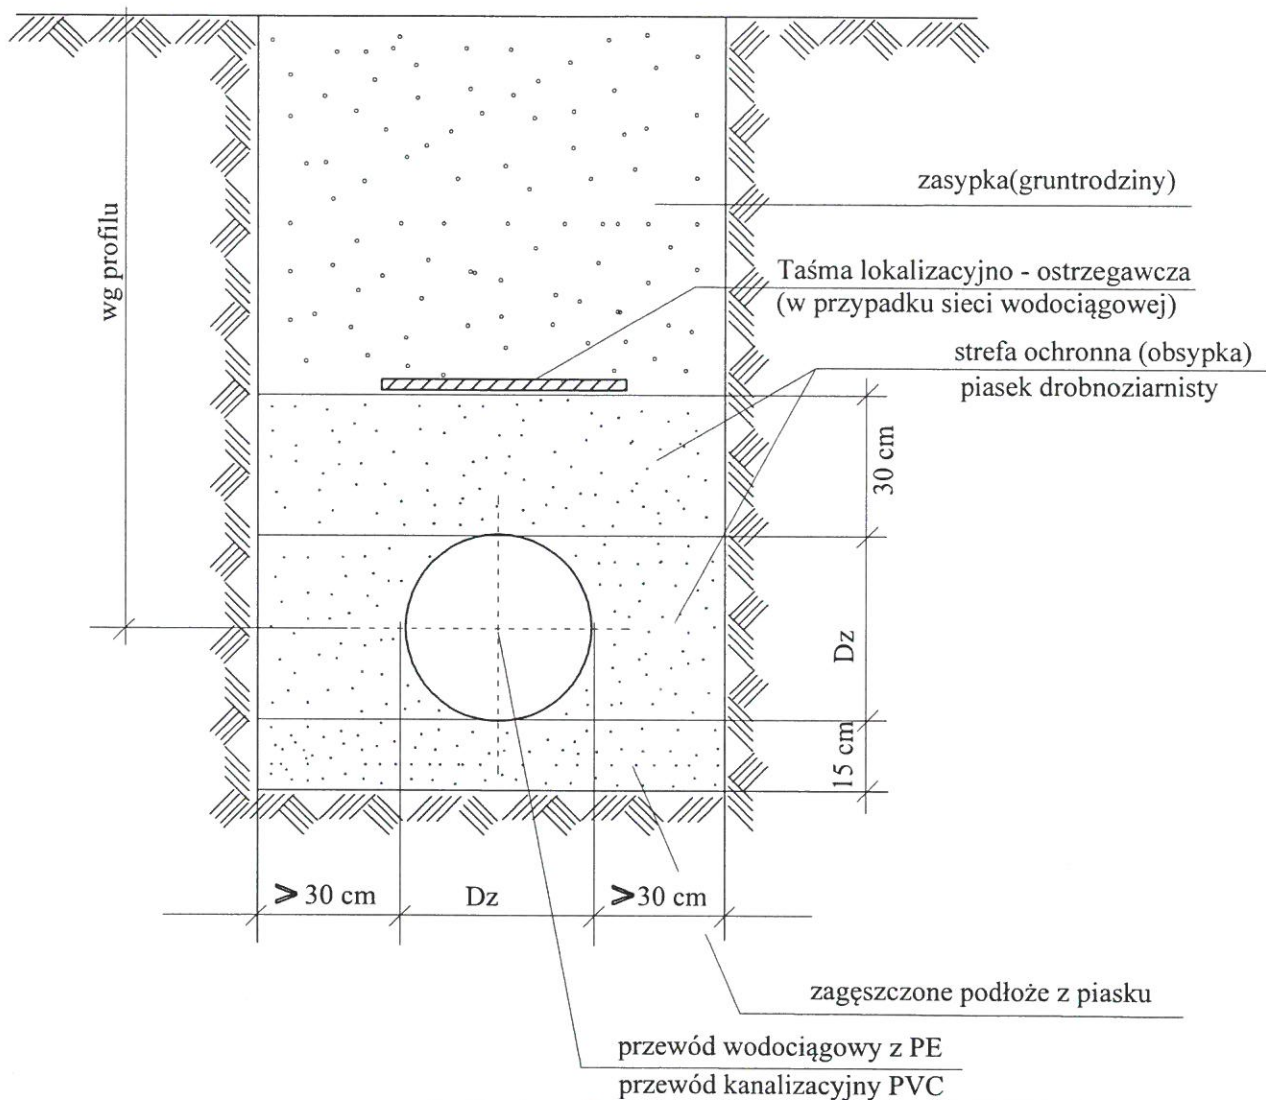 zasypka(gruntrodziny)
wg profilu
Taśma lokalizacyjno - ostrzegawcza
(w przypadku sieci wodociągowej)
strefa ochronna (obsypka)
piasek drobnoziarnisty
30 cm
Dz
15 cm
> 30 cm
Dz
>30 cm
zagęszczone podłoże z piasku
przewód wodociągowy z PE
przewód kanalizacyjny PVC